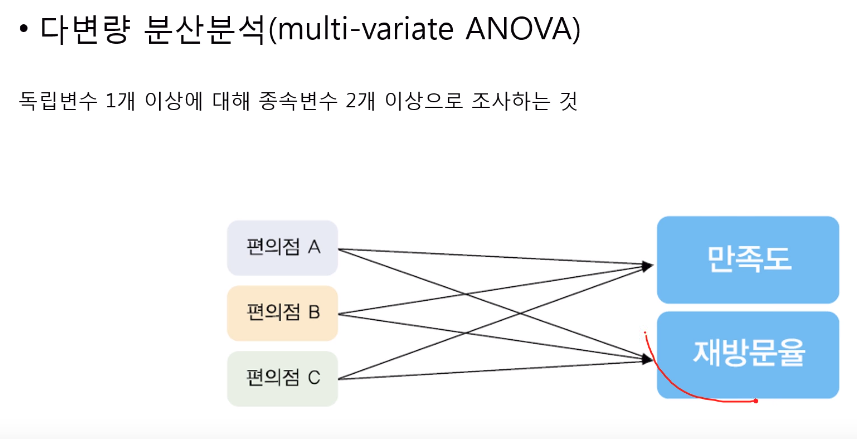 • 다변량 분산분석(multi-variate ANOVA)
독립변수 1개 이상에 대해 종속변수 2개 이상으로 조사하는 것
편의점 A
편의점 B
편의점 C
만족도
재방문율